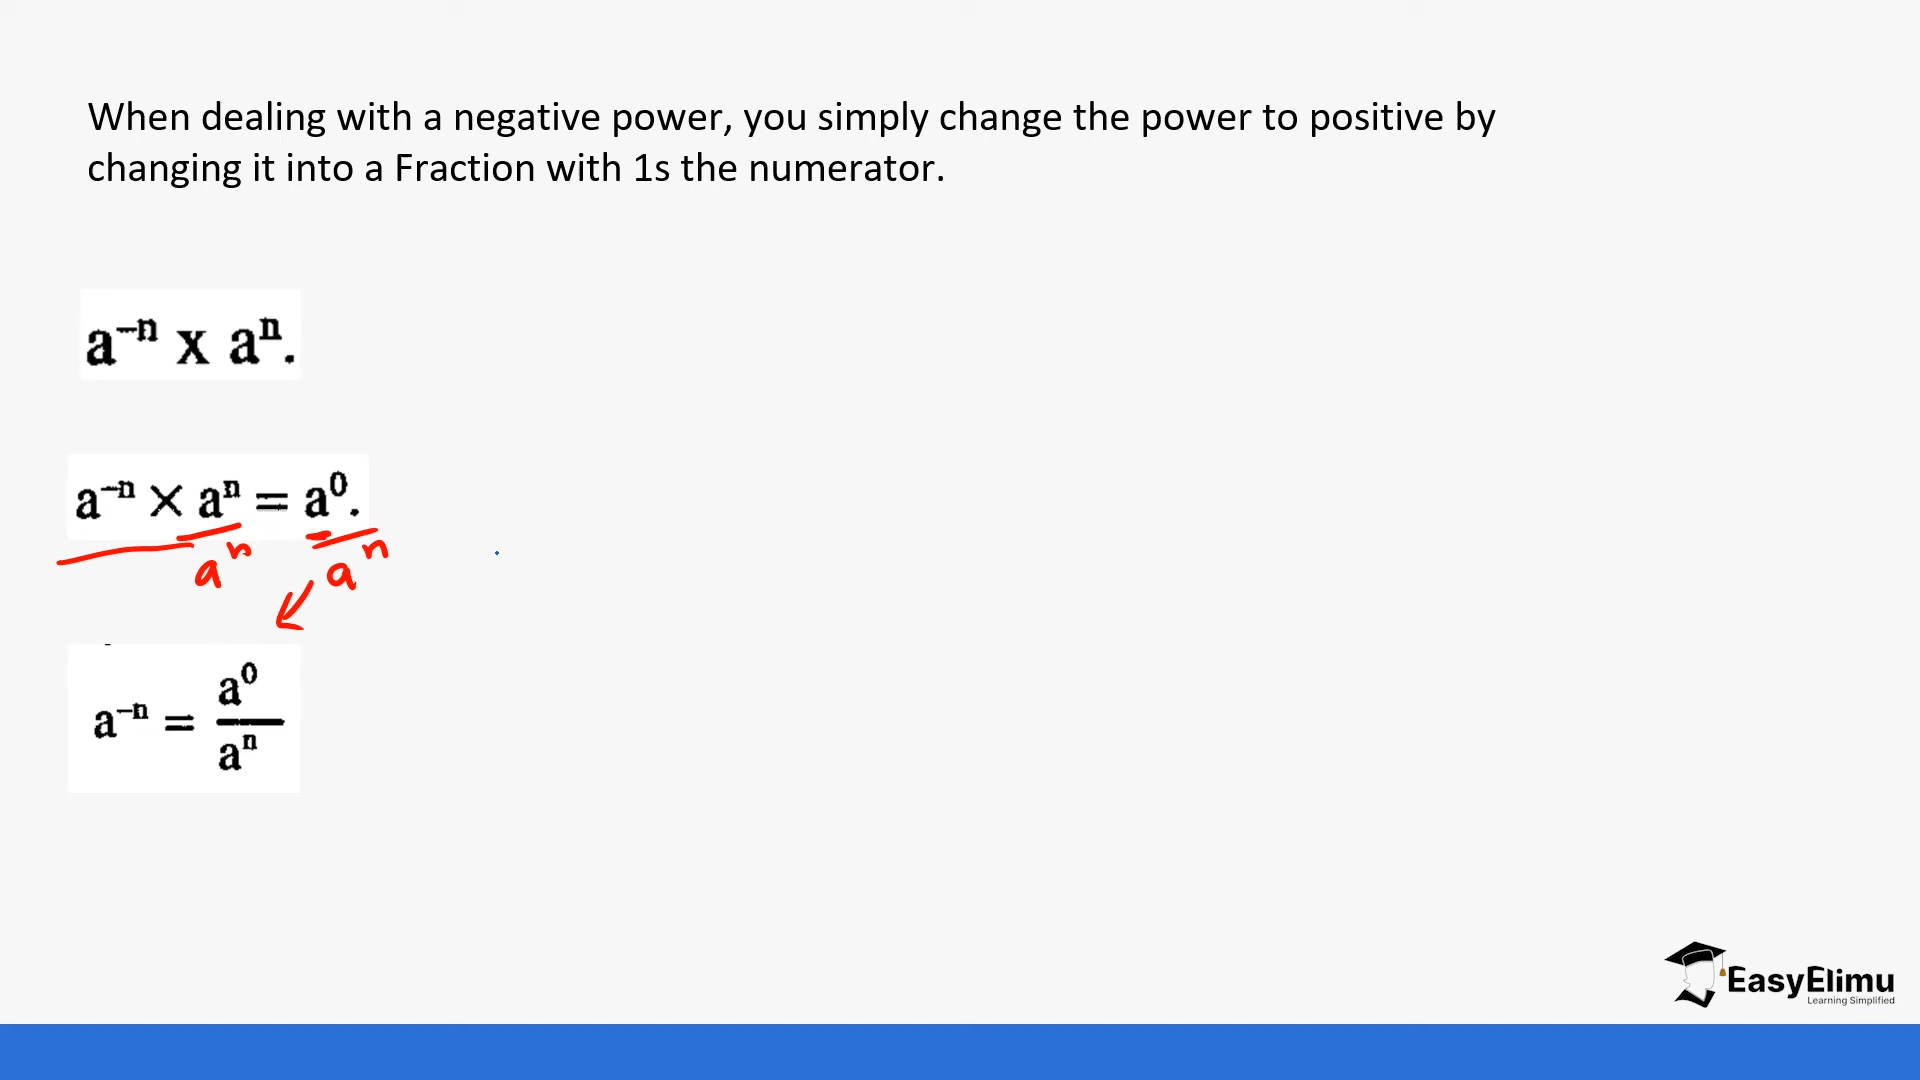 When dealing with a negative power, you simply change the power to positive by
changing it into a Fraction with 1s the numerator.
a⁻ⁿ x aⁿ.
a⁻ⁿ × aⁿ = a⁰.
aⁿ aⁿ
a⁻ⁿ = a⁰/aⁿ
EasyElimu
Learning Simplified